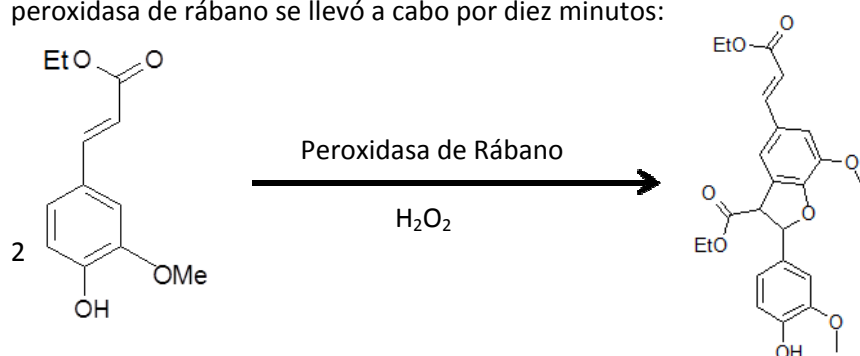 peroxidasa de rábano se llevó a cabo por diez minutos:
EtO
O
2
OMe
OH
Peroxidasa de Rábano
H₂O₂
EtO
O
O
O
O
EtO
O
OH